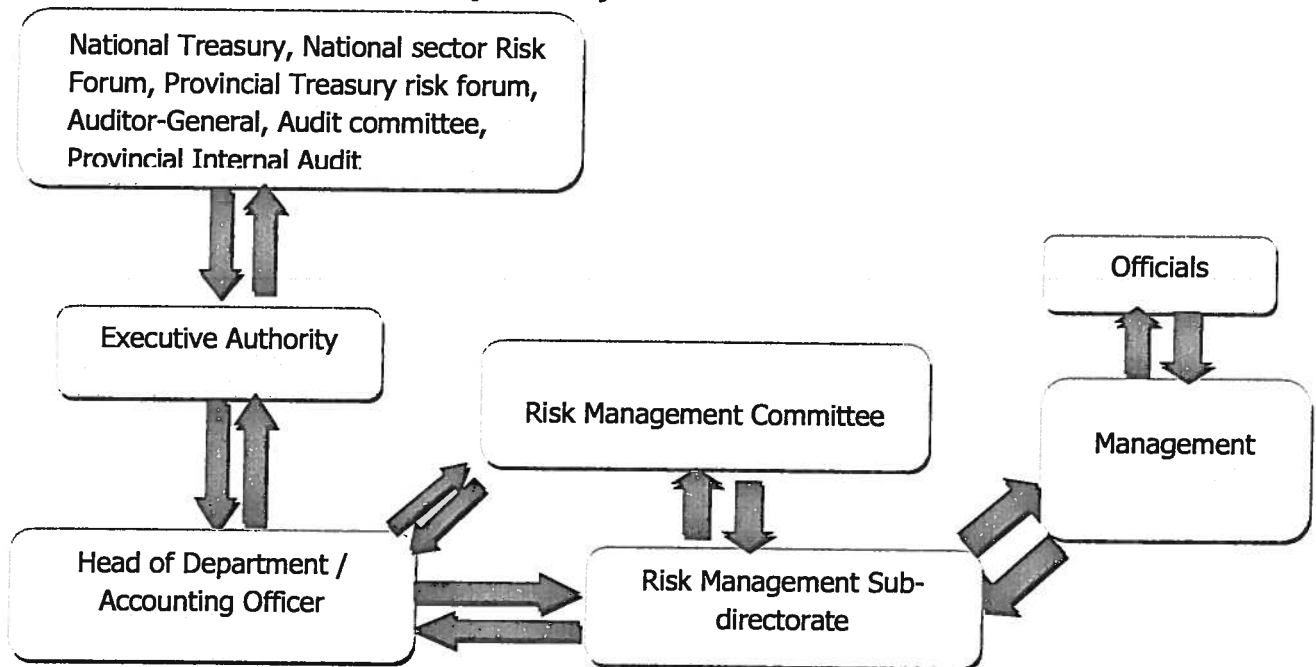 National Treasury, National sector Risk
Forum, Provincial Treasury risk forum,
Auditor-General, Audit committee,
Provincial Internal Audit.
Executive Authority
Officials
Risk Management Committee
Management
Head of Department /
Accounting Officer
Risk Management Sub-
directorate